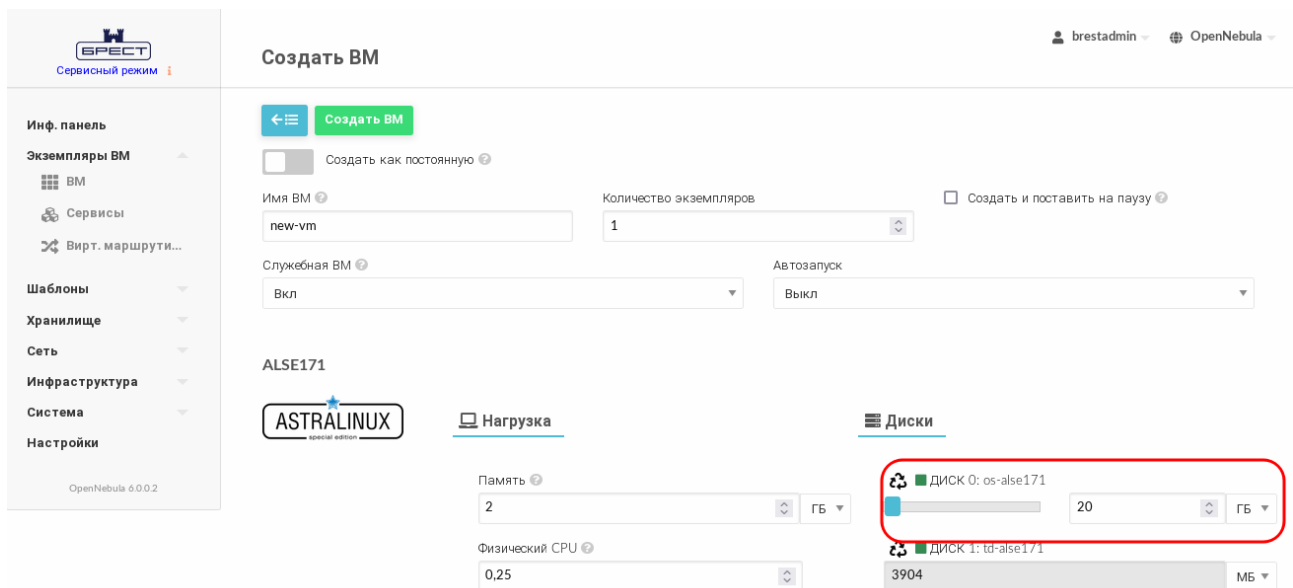 БРЕСТ
Сервисный режим
Создать ВМ
brestadmin
OpenNebula
Инф. панель
Экземпляры ВМ
ВМ
Сервисы
Вирт. маршрути...
Шаблоны
Хранилище
Сеть
Инфраструктура
Система
Настройки
OpenNebula 6.0.0.2
Создать ВМ
Создать как постоянную
Имя ВМ
new-vm
Количество экземпляров
1
Создать и поставить на паузу
Служебная ВМ
Вкл
Автозапуск
Выкл
ALSE171
ASTRALINUX
special edition
Нагрузка
Память
2 ГБ
Физический CPU
0,25
Диски
ДИСК 0: os-alse171
20 ГБ
ДИСК 1: td-alse171
3904 МБ